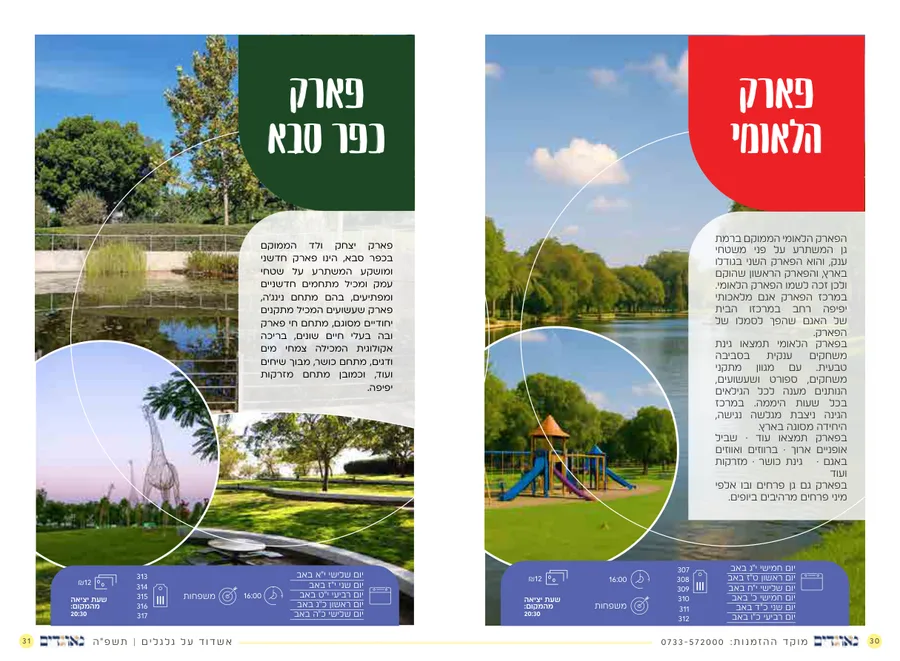 פארק
הלאומי
הפארק הלאומי הממוקם ברמת
גן המשתרע על פני משטחי
ענק, והוא הפארק השני בגודלו
בארץ, והפארק הראשון שהוקם
ולכן זכה לשמו הפארק הלאומי.
במרכז הפארק אגם מלאכותי
יפיפה רחב במרכזו הבית
של האגם שהפך לסמלו של
הפארק.
בפארק הלאומי תמצאו גינת
משחקים ענקית בסביבה
טבעית. עם מגוון מתקני
משחקים, ספורט ושעשועים,
הנותנים מענה לכל הגילאים
בכל שעות היממה. במרכז
הגינה ניצבת מגלשה נגישה,
היחידה מסוגה בארץ.
בפארק תמצאו עוד • שביל
אופניים ארוך • ברווזים ואווזים
באגם • גינת כושר • מזרקות
ועוד
בפארק גם גן פרחים ובו אלפי
מיני פרחים מרהיבים ביופים.
יום חמישי י"ג באב
יום ראשון ט"ז באב
יום שלישי י"ח באב
יום חמישי כ' באב
יום שני כ"ד באב
יום רביעי כ"ו באב
307
308
309
310
311
312
16:00
משפחות
₪12
שעת יציאה
מהמקום:
20:30
30 גאוגדים מוקד ההזמנות: 0733-572000
פארק
כפר סבא
פארק יצחק ולד הממוקם
בכפר סבא, הינו פארק חדשני
ומושקע המשתרע על שטחי
עמק ומכיל מתחמים חדשניים
ומפתיעים, בהם מתחם נינג'ה,
פארק שעשועים המכיל מתקנים
יחודיים מסוגם, מתחם חי פארק
ובה בעלי חיים שונים, בריכה
אקולוגית המכילה צמחי מים
ודגים, מתחם כושר, מבוך שיחים
ועוד, וכמובן מתחם מזרקות
יפיפה.
יום שלישי י"א באב
יום שני י"ז באב
יום רביעי י"ט באב
יום ראשון כ"ג באב
יום שלישי כ"ה באב
16:00
משפחות
313
314
315
316
317
₪12
שעת יציאה
מהמקום:
20:30
אשדוד על גלגלים | תשפ"ה גאוגדים 31